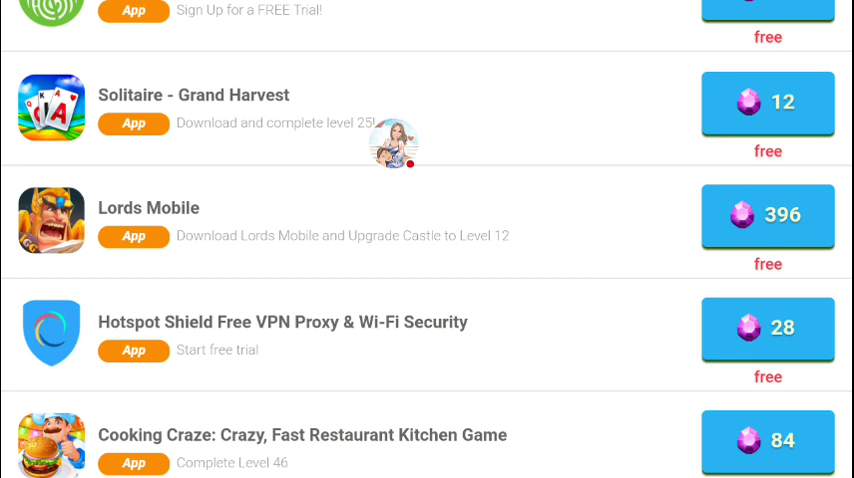 App Sign Up for a FREE Trial!
free
Solitaire - Grand Harvest
App Download and complete level 25!
12
free
Lords Mobile
App Download Lords Mobile and Upgrade Castle to Level 12
396
free
IGG
Hotspot Shield Free VPN Proxy & Wi-Fi Security
App Start free trial
28
free
Cooking Craze: Crazy, Fast Restaurant Kitchen Game
App Complete Level 46
84